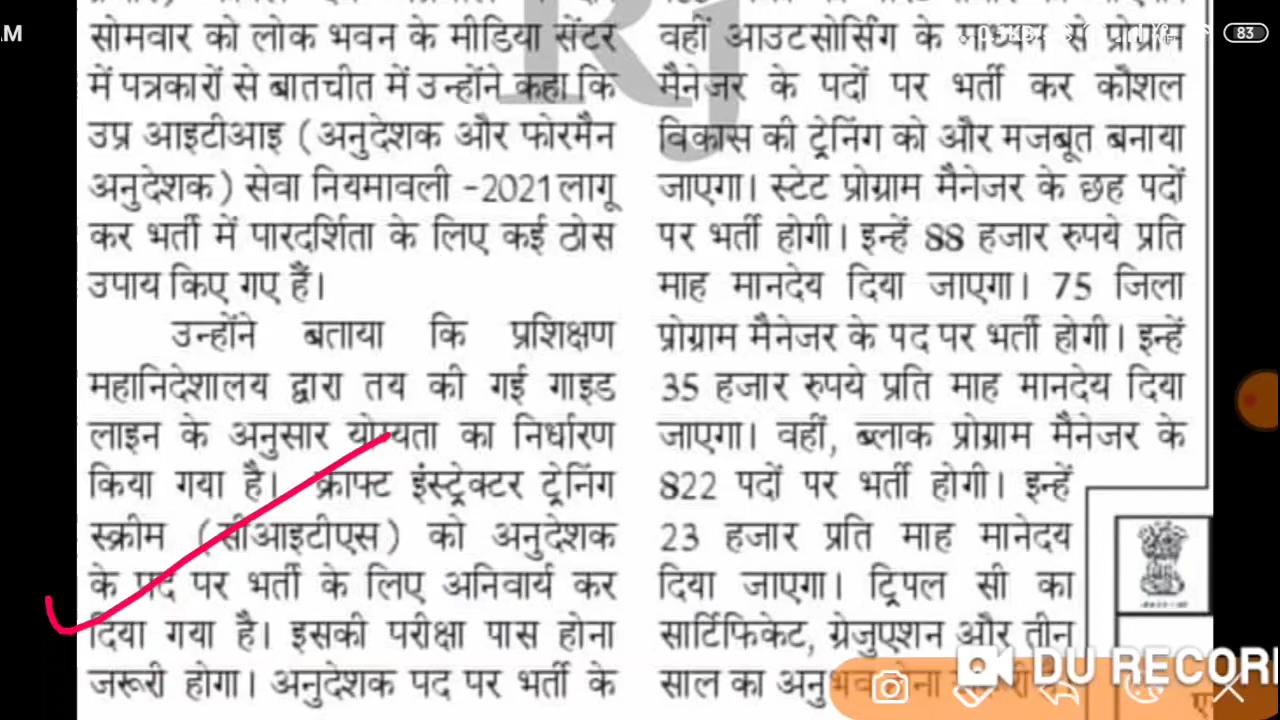 सोमवार को लोक भवन के मीडिया सेंटर
में पत्रकारों से बातचीत में उन्होंने कहा कि
उप्र आइटीआइ (अनुदेशक और फोरमैन
अनुदेशक) सेवा नियमावली -2021 लागू
कर भर्ती में पारदर्शिता के लिए कई ठोस
उपाय किए गए हैं।
उन्होंने बताया कि प्रशिक्षण
महानिदेशालय द्वारा तय की गई गाइड
लाइन के अनुसार योग्यता का निर्धारण
किया गया है। क्राफ्ट इंस्ट्रेक्टर ट्रेनिंग
स्क्रीम (सीआइटीएस) को अनुदेशक
के पद पर भर्ती के लिए अनिवार्य कर
दिया गया है। इसकी परीक्षा पास होना
जरूरी होगा। अनुदेशक पद पर भर्ती के
वहीं आउटसोर्सिंग के माध्यम से प्रोग्राम
मैनेजर के पदों पर भर्ती कर कौशल
विकास की ट्रेनिंग को और मजबूत बनाया
जाएगा। स्टेट प्रोग्राम मैनेजर के छह पदों
पर भर्ती होगी। इन्हें 88 हजार रुपये प्रति
माह मानदेय दिया जाएगा। 75 जिला
प्रोग्राम मैनेजर के पद पर भर्ती होगी। इन्हें
35 हजार रुपये प्रति माह मानदेय दिया
जाएगा। वहीं, ब्लाक प्रोग्राम मैनेजर के
822 पदों पर भर्ती होगी। इन्हें
23 हजार प्रति माह मानेदय
दिया जाएगा। ट्रिपल सी का
सार्टिफिकेट, ग्रेजुएशन और तीन
साल का अनुभव होना
AM
83
Rj
DU RECOR